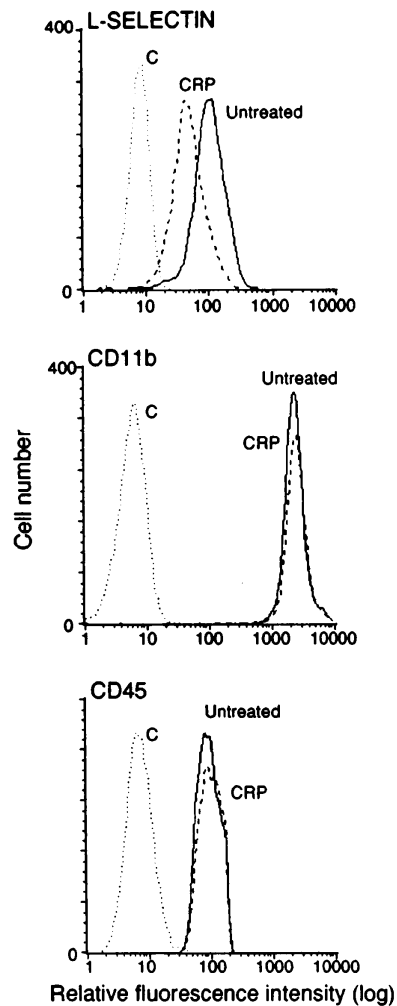 L-SELECTIN
400
C
CRP
Untreated
0
1 10 100 1000 10000
CD11b
400
Untreated
C
CRP
Cell number
0
1 10 100 1000 10000
CD45
Untreated
C
CRP
0
1 10 100 1000 10000
Relative fluorescence intensity (log)